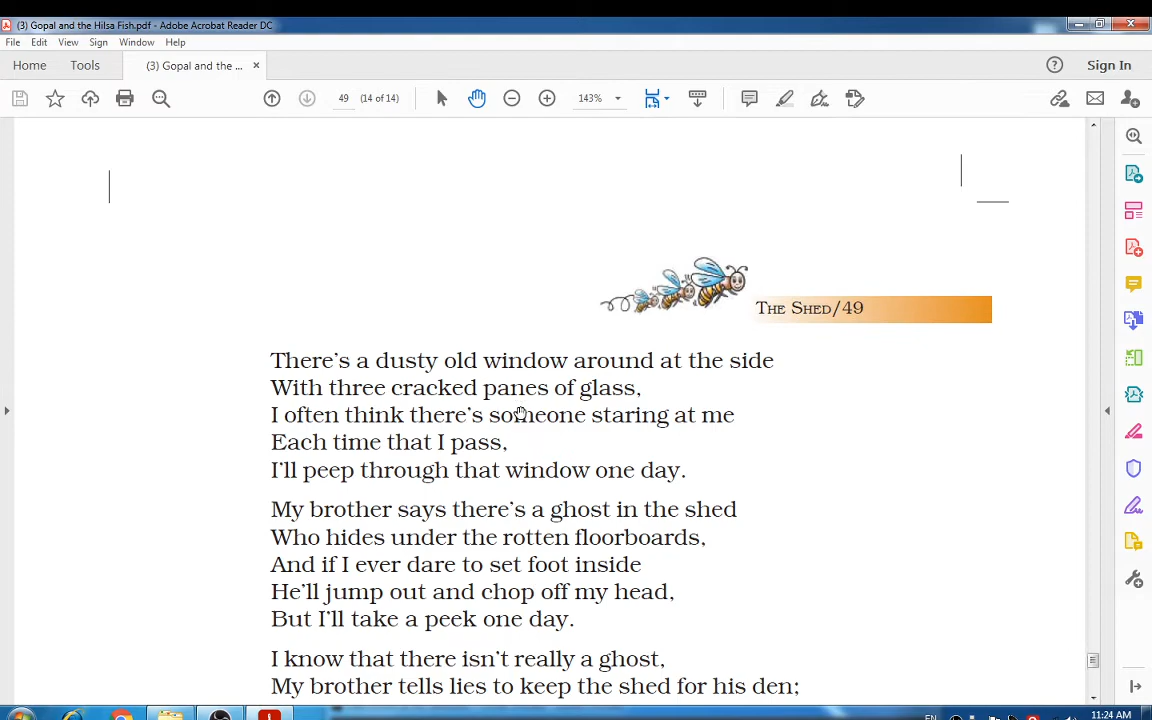 (3) Gopal and the Hilsa Fish.pdf - Adobe Acrobat Reader DC
File Edit View Sign Window Help
Home Tools (3) Gopal and the ... × Sign In
49 (14 of 14) 143%
THE SHED/49
There's a dusty old window around at the side
With three cracked panes of glass,
I often think there's someone staring at me
Each time that I pass,
I'll peep through that window one day.
My brother says there's a ghost in the shed
Who hides under the rotten floorboards,
And if I ever dare to set foot inside
He'll jump out and chop off my head,
But I'll take a peek one day.
I know that there isn't really a ghost,
My brother tells lies to keep the shed for his den;
EN 11:24 AM